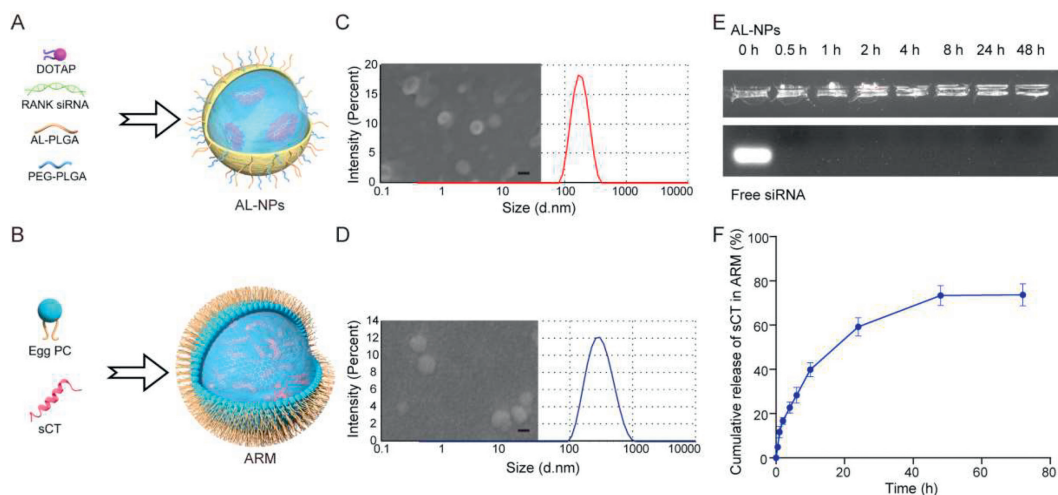 A
DOTAP
RANK siRNA
AL-PLGA
PEG-PLGA
AL-NPs
B
Egg PC
sCT
ARM
C
Intensity (Percent)
20
15
10
5
0
0.1 1 10 100 1000 10000
Size (d.nm)
D
Intensity (Percent)
14
12
10
8
6
4
2
0
0.1 1 10 100 1000 10000
Size (d.nm)
E
AL-NPs
0 h 0.5 h 1 h 2 h 4 h 8 h 24 h 48 h
Free siRNA
F
Cumulative release of sCT in ARM (%)
100
80
60
40
20
0
0 20 40 60 80
Time (h)